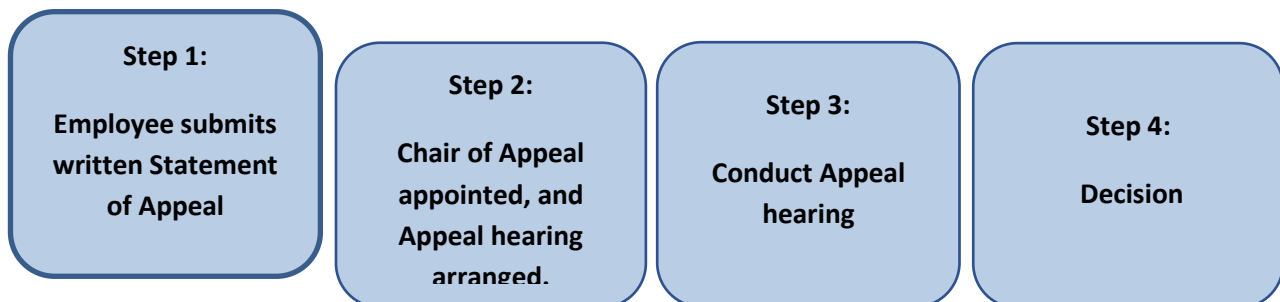 Step 1:
Employee submits
written Statement
of Appeal
Step 2:
Chair of Appeal
appointed, and
Appeal hearing
arranged.
Step 3:
Conduct Appeal
hearing
Step 4:
Decision